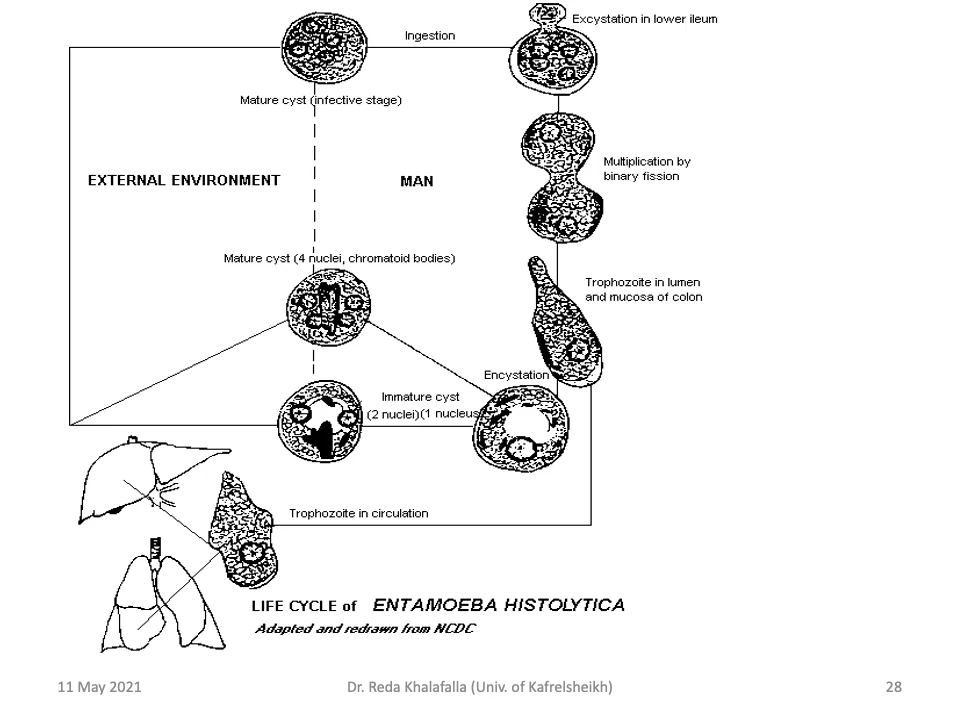 Excystation in lower ileum
Ingestion
Mature cyst (infective stage)
Multiplication by
binary fission
EXTERNAL ENVIRONMENT
MAN
Mature cyst (4 nuclei, chromatoid bodies)
Trophozoite in lumen
and mucosa of colon
Encystation
Immature cyst
(2 nuclei)(1 nucleus
Trophozoite in circulation
LIFE CYCLE of ENTAMOEBA HISTOLYTICA
Adapted and redrawn from NCDC
11 May 2021
Dr. Reda Khalafalla (Univ. of Kafrelsheikh)
28